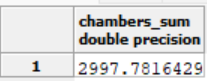 chambers_sum
double precision
1 2997.7816429